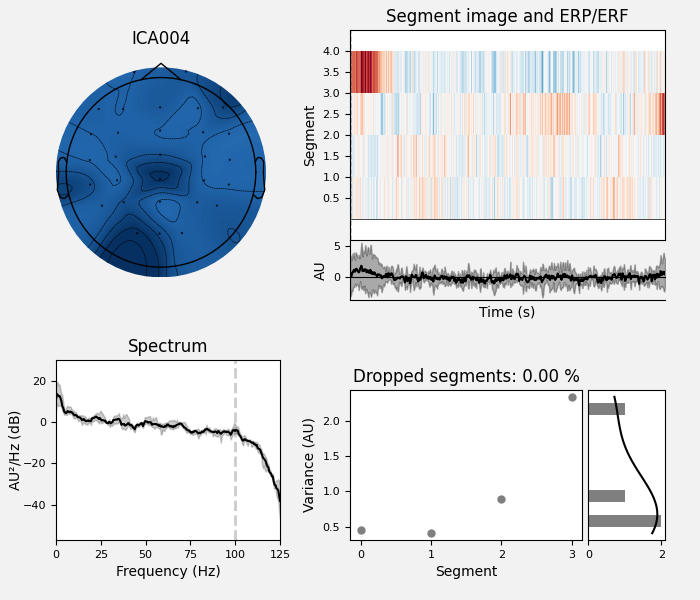 ICA004
Segment image and ERP/ERF
4.0
3.5
3.0
2.5
2.0
1.5
1.0
0.5
Segment
5
0
AU
Time (s)
Spectrum
20
0
−20
−40
AU²/Hz (dB)
0 25 50 75 100 125
Frequency (Hz)
Dropped segments: 0.00 %
2.0
1.5
1.0
0.5
Variance (AU)
0 1 2 3
Segment
0 2